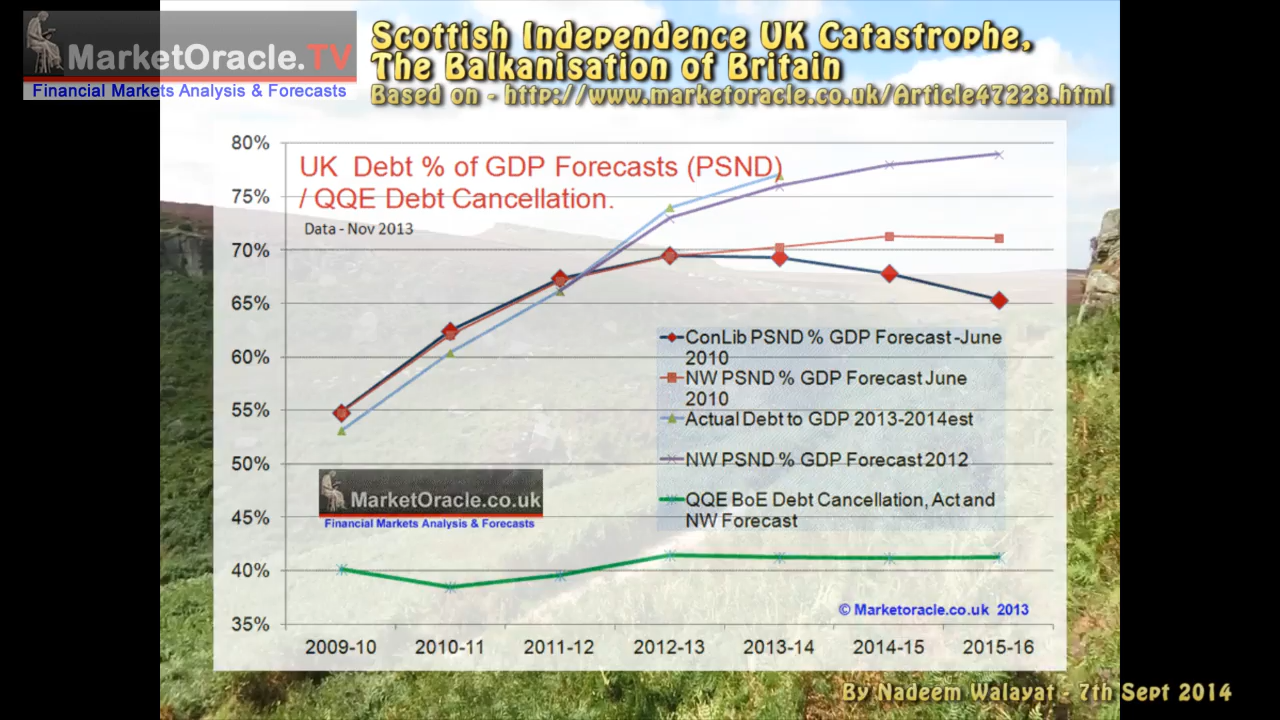 MarketOracle.TV
Financial Markets Analysis & Forecasts
Scottish Independence UK Catastrophe,
The Balkanisation of Britain
Based on - http://www.marketoracle.co.uk/Article47228.html
UK Debt % of GDP Forecasts (PSND)
/ QQE Debt Cancellation.
Data - Nov 2013
80%
75%
70%
65%
60%
55%
50%
45%
40%
35%
ConLib PSND % GDP Forecast -June
2010
NW PSND % GDP Forecast June
2010
Actual Debt to GDP 2013-2014est
NW PSND % GDP Forecast 2012
QQE BoE Debt Cancellation, Act and
NW Forecast
MarketOracle.co.uk
Financial Markets Analysis & Forecasts
© Marketoracle.co.uk 2013
2009-10 2010-11 2011-12 2012-13 2013-14 2014-15 2015-16
By Nadeem Walayat - 7th Sept 2014